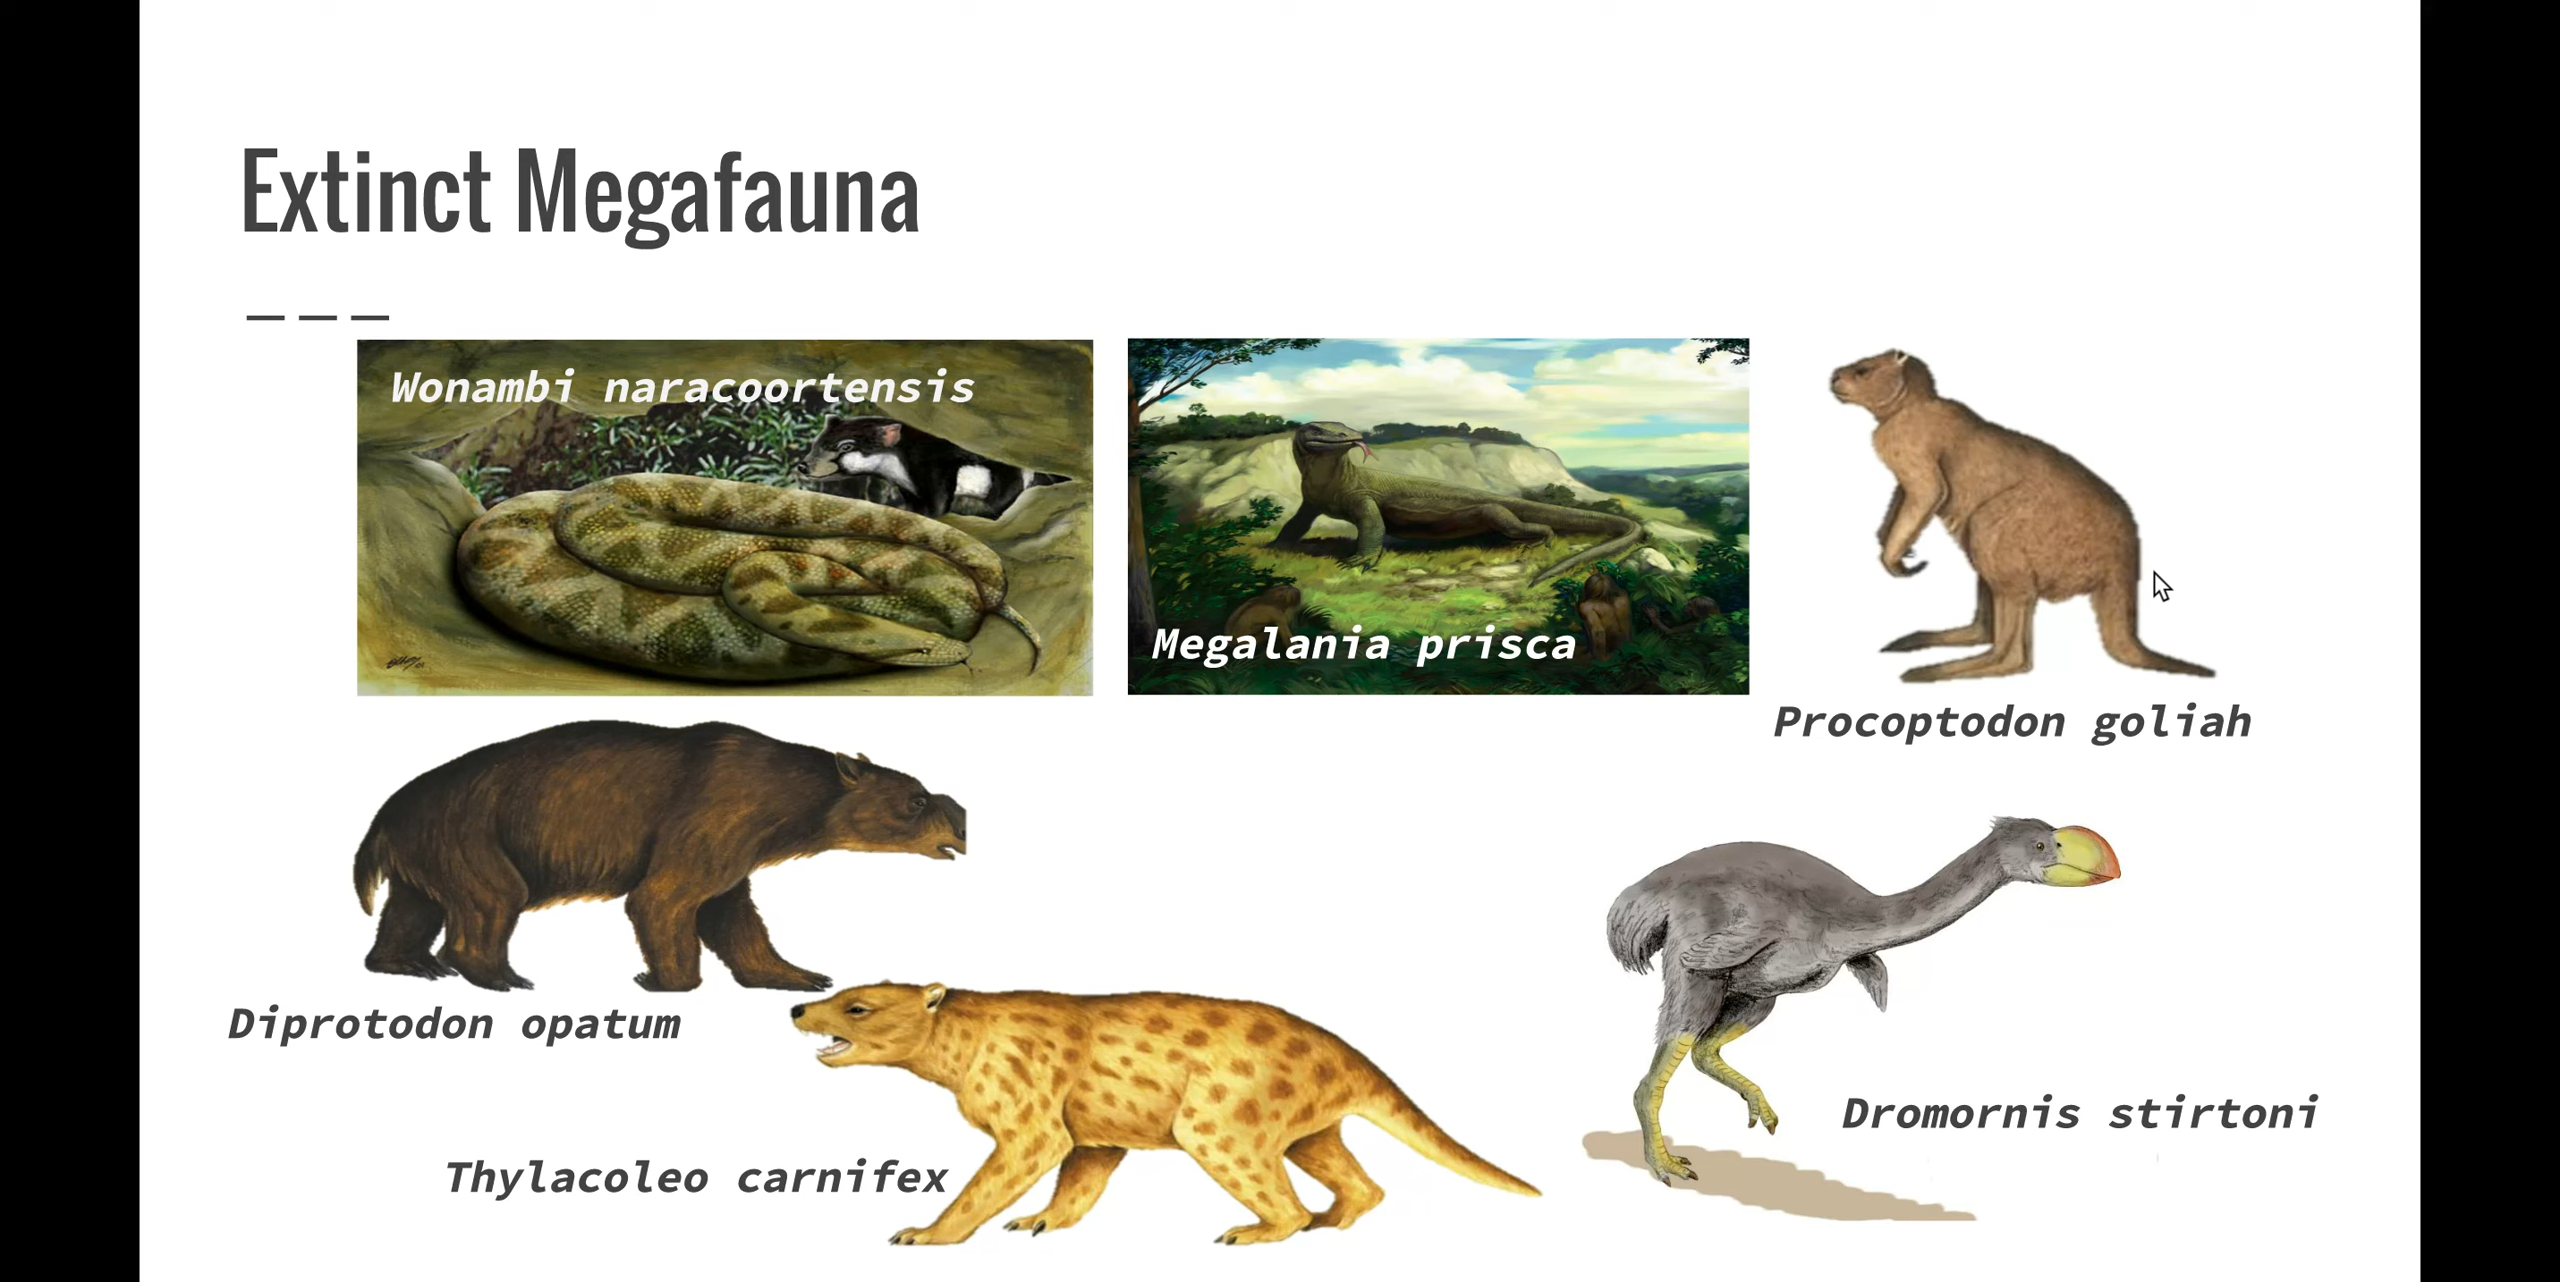 Extinct Megafauna
Wonambi naracoortensis
Megalania prisca
Procoptodon goliah
Diprotodon opatum
Dromornis stirtoni
Thylacoleo carnifex